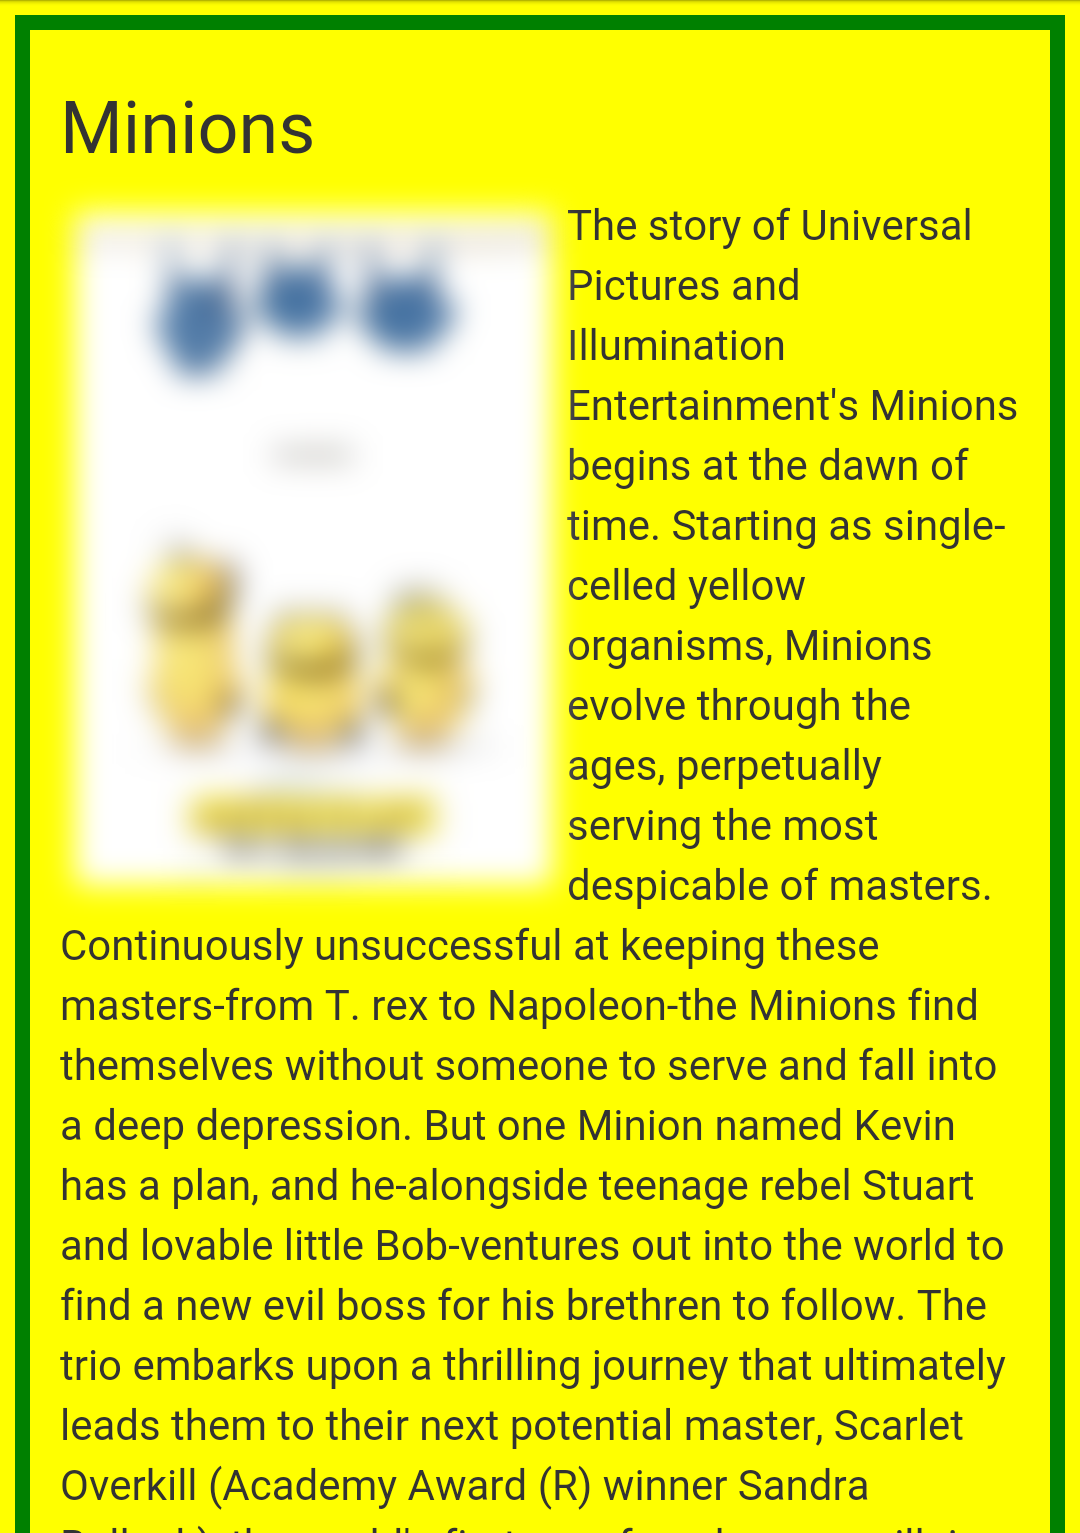 Minions
The story of Universal
Pictures and
Illumination
Entertainment's Minions
begins at the dawn of
time. Starting as single-
celled yellow
organisms, Minions
evolve through the
ages, perpetually
serving the most
despicable of masters.
Continuously unsuccessful at keeping these
masters-from T. rex to Napoleon-the Minions find
themselves without someone to serve and fall into
a deep depression. But one Minion named Kevin
has a plan, and he-alongside teenage rebel Stuart
and lovable little Bob-ventures out into the world to
find a new evil boss for his brethren to follow. The
trio embarks upon a thrilling journey that ultimately
leads them to their next potential master, Scarlet
Overkill (Academy Award (R) winner Sandra